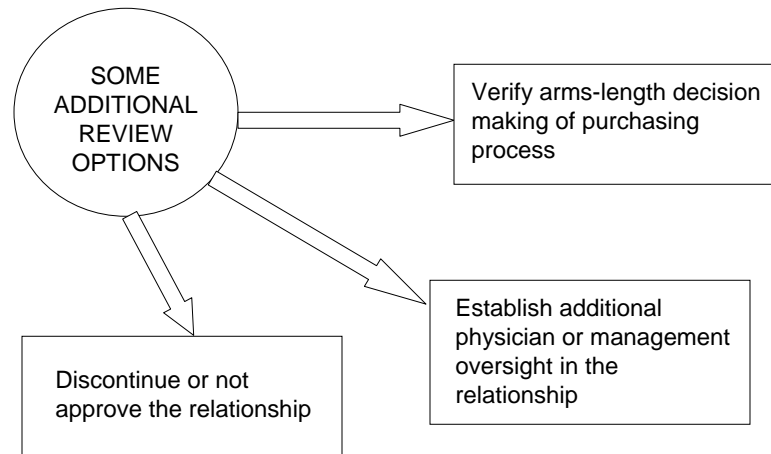 SOME
ADDITIONAL
REVIEW
OPTIONS
Verify arms-length decision
making of purchasing
process
Establish additional
physician or management
oversight in the
relationship
Discontinue or not
approve the relationship